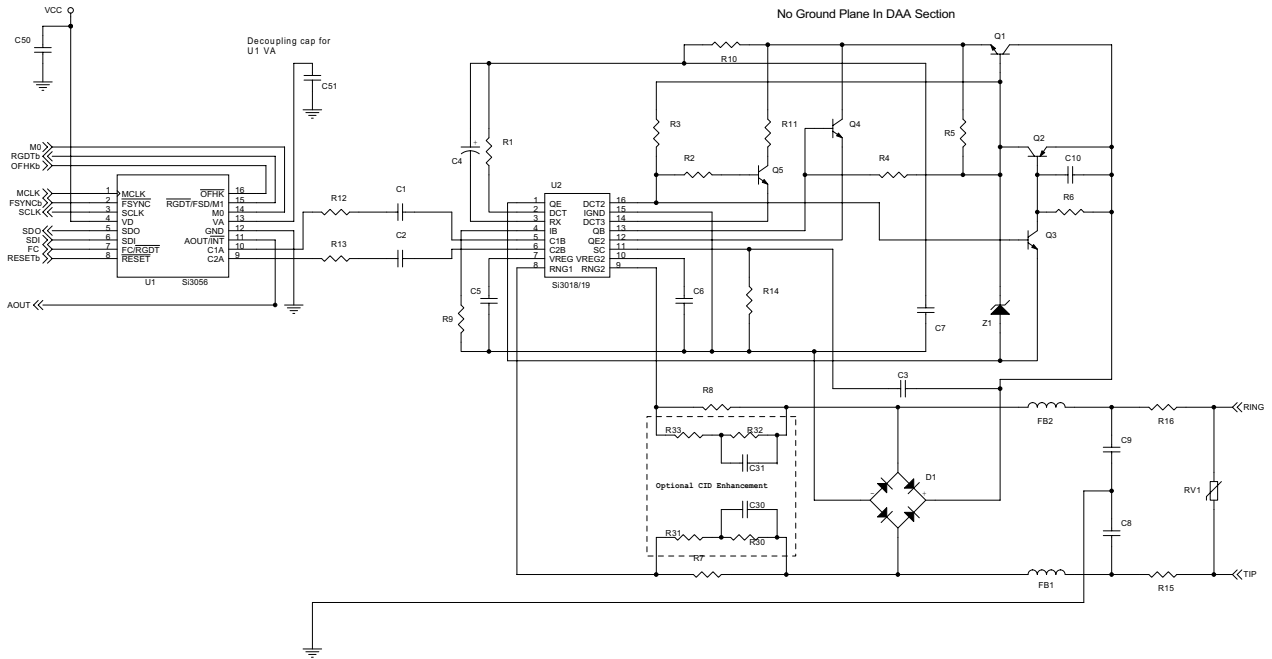 No Ground Plane In DAA Section
VCC
C50
Decoupling cap for
U1 VA
C51
M0
RGDTb
OFHKb
MCLK
FSYNCb
SCLK
SDO
SDI
FC
RESETb
AOUT
1 MCLK OFHK 16
2 FSYNC RGDT/FSD/M1 15
3 SCLK M0 14
4 VD VA 13
5 SDO GND 12
6 SDI AOUT/INT 11
7 FC/RGDT C1A 10
8 RESET C2A 9
U1 Si3056
R12
C1
R13
C2
C4
R1
U2
1 QE DCT2 16
2 DCT IGND 15
3 RX DCT3 14
4 IB QB 13
5 C1B QE2 12
6 C2B SC 11
7 VREG VREG2 10
8 RNG1 RNG2 9
Si3018/19
R9
C5
C6
R14
R10
R3
R11
Q4
R2
Q5
R4
R5
Q1
Q2
C10
R6
Q3
Z1
C7
C3
R8
R33
R32
C31
Optional CID Enhancement
C30
R31
R30
R7
D1
- +
FB2
FB1
C9
C8
R16
R15
RV1
RING
TIP